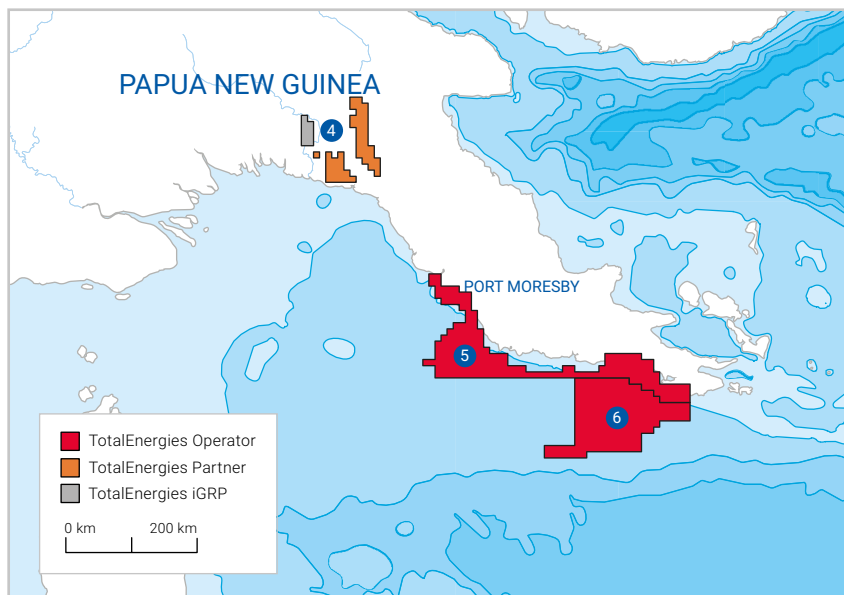 PAPUA NEW GUINEA
4
PORT MORESBY
5
6
TotalEnergies Operator
TotalEnergies Partner
TotalEnergies iGRP
0 km 200 km